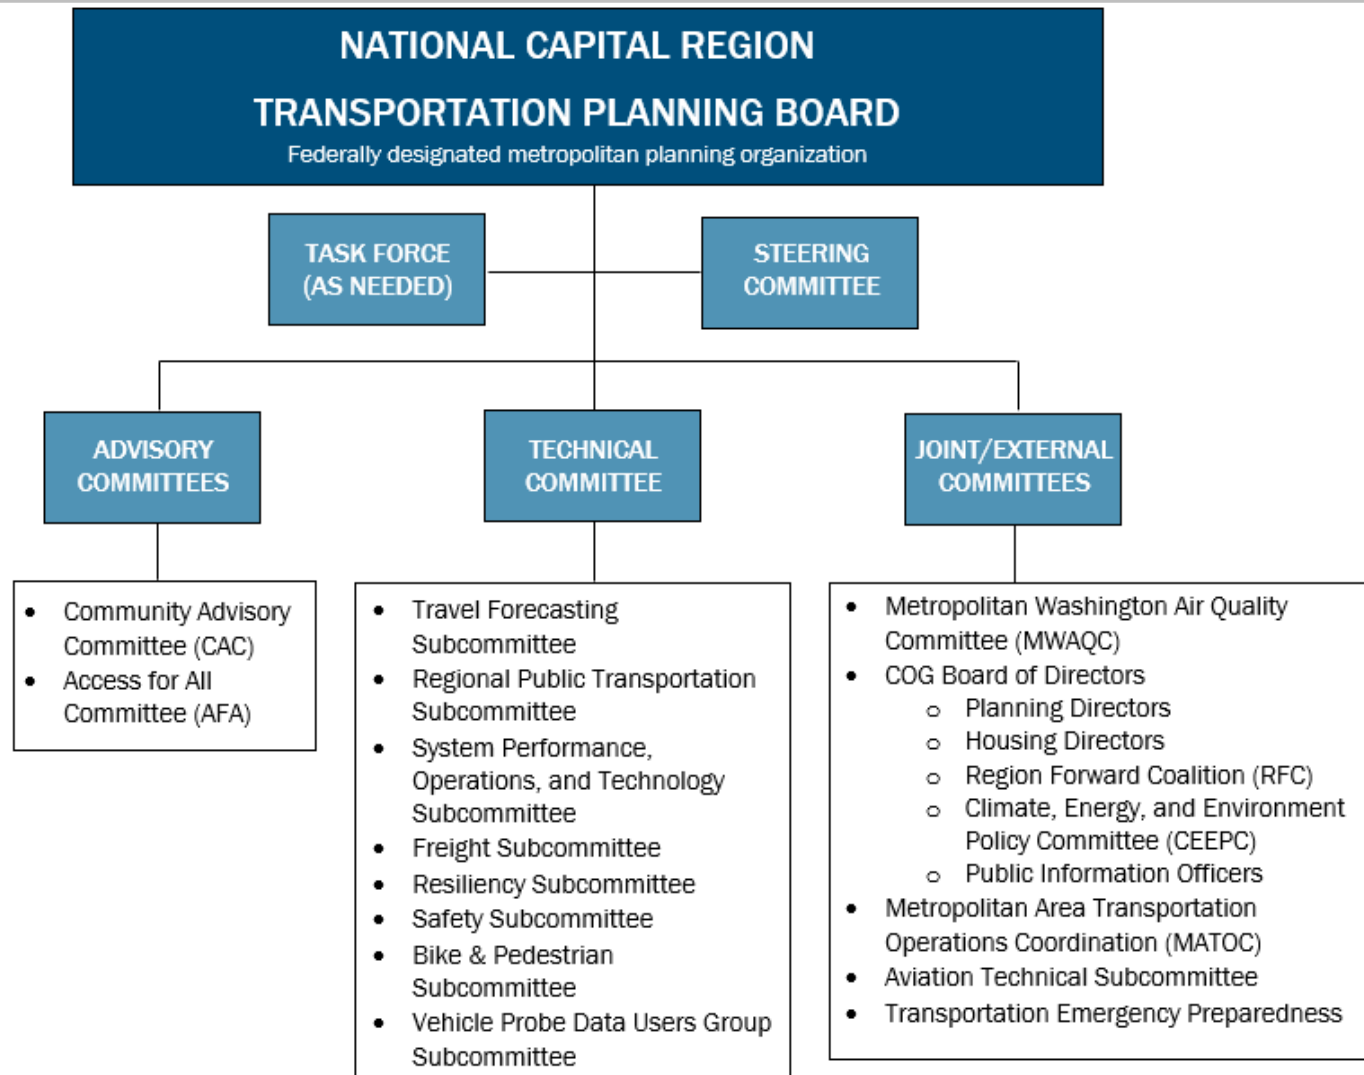 NATIONAL CAPITAL REGION
TRANSPORTATION PLANNING BOARD
Federally designated metropolitan planning organization
TASK FORCE
(AS NEEDED)
STEERING
COMMITTEE
ADVISORY
COMMITTEES
TECHNICAL
COMMITTEE
JOINT/EXTERNAL
COMMITTEES
• Community Advisory
Committee (CAC)
• Access for All
Committee (AFA)
• Travel Forecasting
Subcommittee
• Regional Public Transportation
Subcommittee
• System Performance,
Operations, and Technology
Subcommittee
• Freight Subcommittee
• Resiliency Subcommittee
• Safety Subcommittee
• Bike & Pedestrian
Subcommittee
• Vehicle Probe Data Users Group
Subcommittee
• Metropolitan Washington Air Quality
Committee (MWAQC)
• COG Board of Directors
o Planning Directors
o Housing Directors
o Region Forward Coalition (RFC)
o Climate, Energy, and Environment
Policy Committee (CEEPC)
o Public Information Officers
• Metropolitan Area Transportation
Operations Coordination (MATOC)
• Aviation Technical Subcommittee
• Transportation Emergency Preparedness